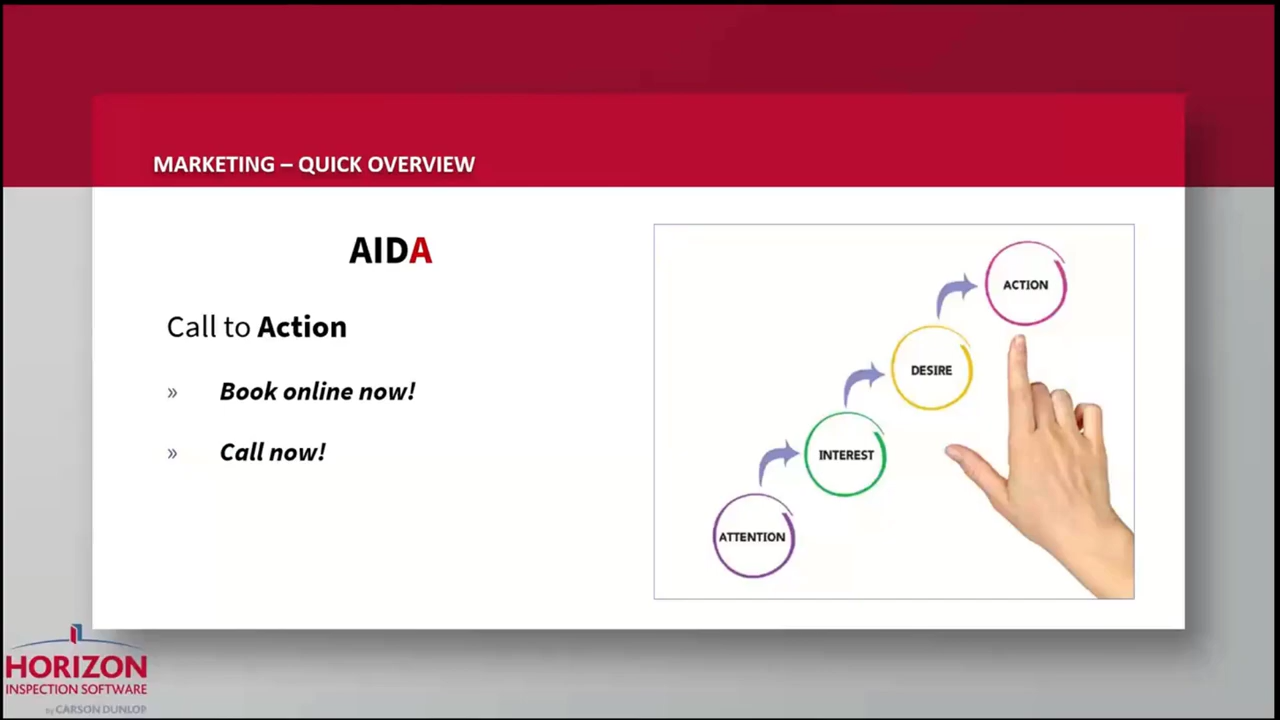 MARKETING – QUICK OVERVIEW
AIDA
Call to Action
» Book online now!
» Call now!
ACTION
DESIRE
INTEREST
ATTENTION
HORIZON
INSPECTION SOFTWARE
by CARSON DUNLOP